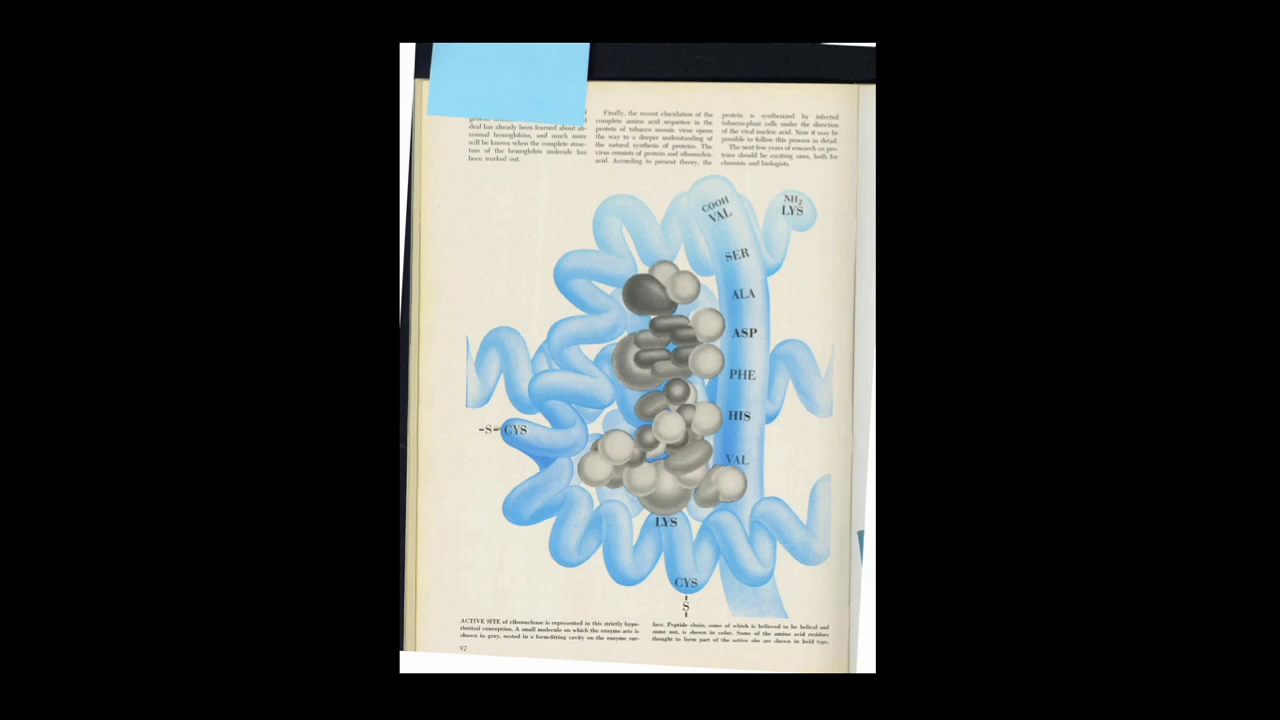 deal has already been learned about ab-
normal hemoglobins, and much more
will be known when the complete struc-
ture of the hemoglobin molecule has
been worked out.
Finally, the recent elucidation of the
complete amino acid sequence in the
protein of tobacco mosaic virus opens
the way to a deeper understanding of
the natural synthesis of proteins. The
virus consists of protein and ribonucleic
acid. According to present theory, the
protein is synthesized by infected
tobacco-plant cells under the direction
of the viral nucleic acid. Now it may be
possible to follow this process in detail.
The next few years of research on pro-
teins should be exciting ones, both for
chemists and biologists.
COOH
VAL
NH2
LYS
SER
ALA
ASP
PHE
HIS
-S-CYS
VAL
LYS
CYS
S
ACTIVE SITE of ribonuclease is represented in this strictly hypo-
thetical conception. A small molecule on which the enzyme acts is
shown in gray, nested in a form-fitting cavity on the enzyme sur-
face. Peptide chain, some of which is believed to be helical and
some not, is shown in color. Some of the amino acid residues
thought to form part of the active site are shown in bold type.
92